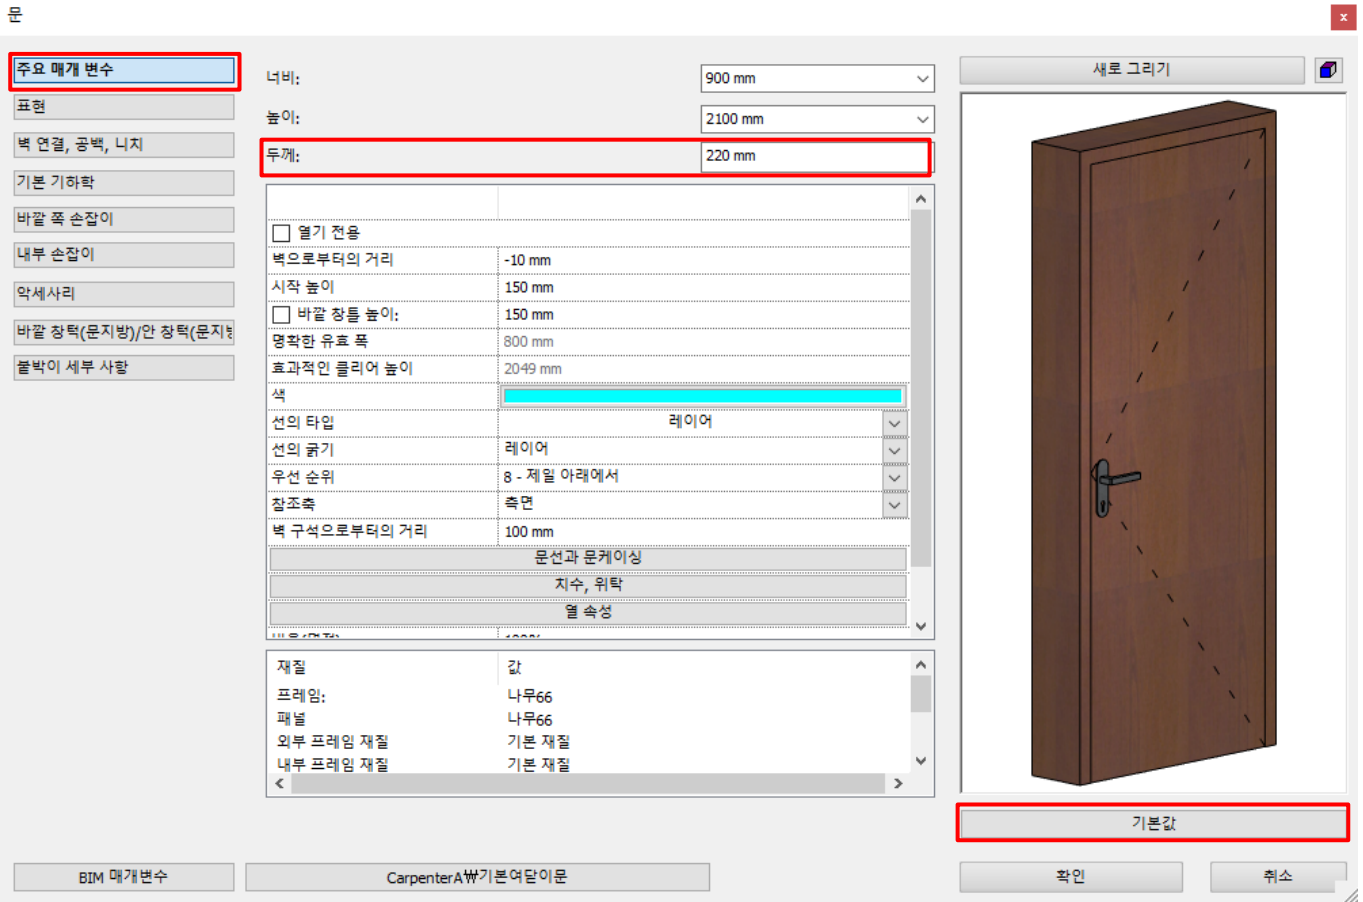 문
x
주요 매개 변수
표현
벽 연결, 공백, 니치
기본 기하학
바깥 쪽 손잡이
내부 손잡이
악세사리
바깥 창턱(문지방)/안 창턱(문지방
붙박이 세부 사항
너비:
900 mm
높이:
2100 mm
두께:
220 mm
열기 전용
벽으로부터의 거리
-10 mm
시작 높이
150 mm
바깥 창틀 높이:
150 mm
명확한 유효 폭
800 mm
효과적인 클리어 높이
2049 mm
색
선의 타입
레이어
선의 굵기
레이어
우선 순위
8 - 제일 아래에서
참조축
측면
벽 구석으로부터의 거리
100 mm
문선과 문케이싱
치수, 위탁
열 속성
재질
값
프레임:
나무66
패널
나무66
외부 프레임 재질
기본 재질
내부 프레임 재질
기본 재질
새로 그리기
기본값
BIM 매개변수
CarpenterA₩기본여닫이문
확인
취소